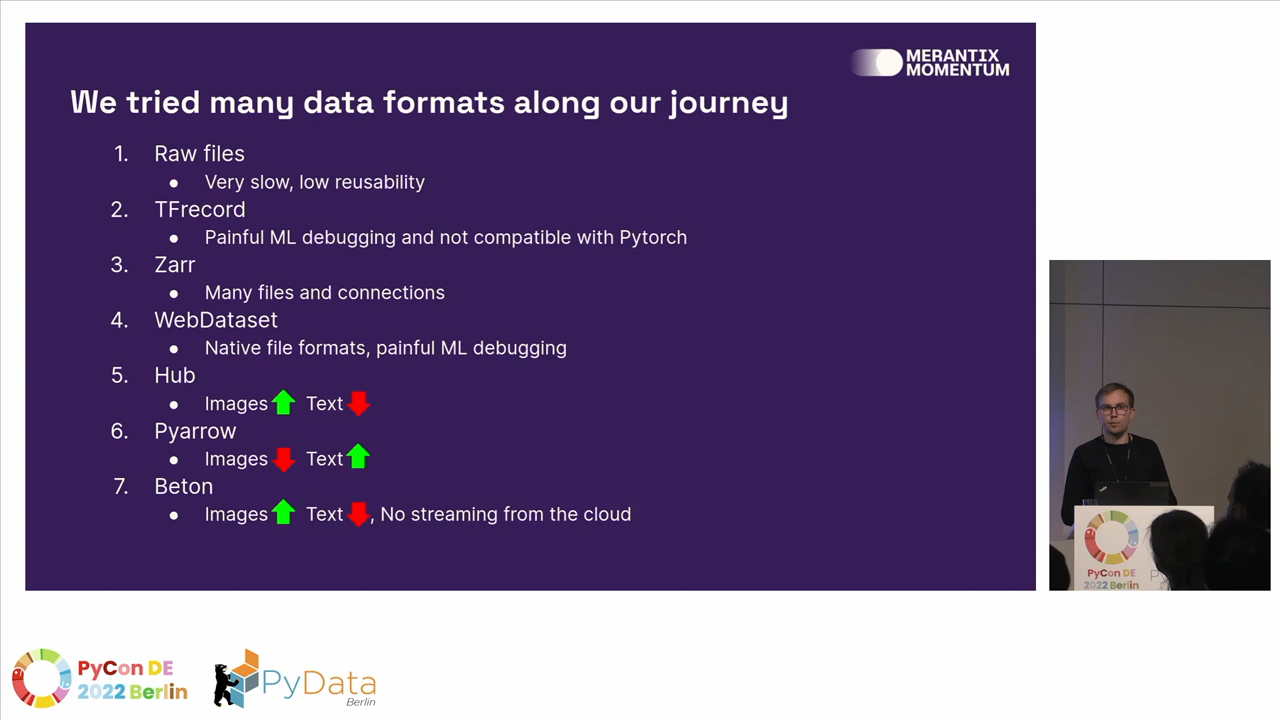 MERANTIX
MOMENTUM
We tried many data formats along our journey
1. Raw files
● Very slow, low reusability
2. TFrecord
● Painful ML debugging and not compatible with Pytorch
3. Zarr
● Many files and connections
4. WebDataset
● Native file formats, painful ML debugging
5. Hub
● Images Text
6. Pyarrow
● Images Text
7. Beton
● Images Text , No streaming from the cloud
PyCon DE
2022 Berlin
PyCon DE
2022 Berlin
PyData
Berlin